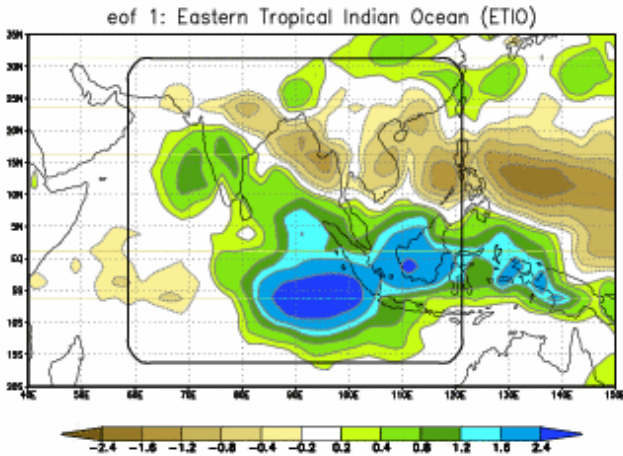 eof 1: Eastern Tropical Indian Ocean (ETIO)
35N
30N
25N
20N
15N
10N
5N
EQ
5S
10S
15S
20S
40E 50E 60E 70E 80E 90E 100E 110E 120E 130E 140E 150E
-2.4 -1.6 -1.2 -0.8 -0.4 -0.2 0.2 0.4 0.8 1.2 1.6 2.4